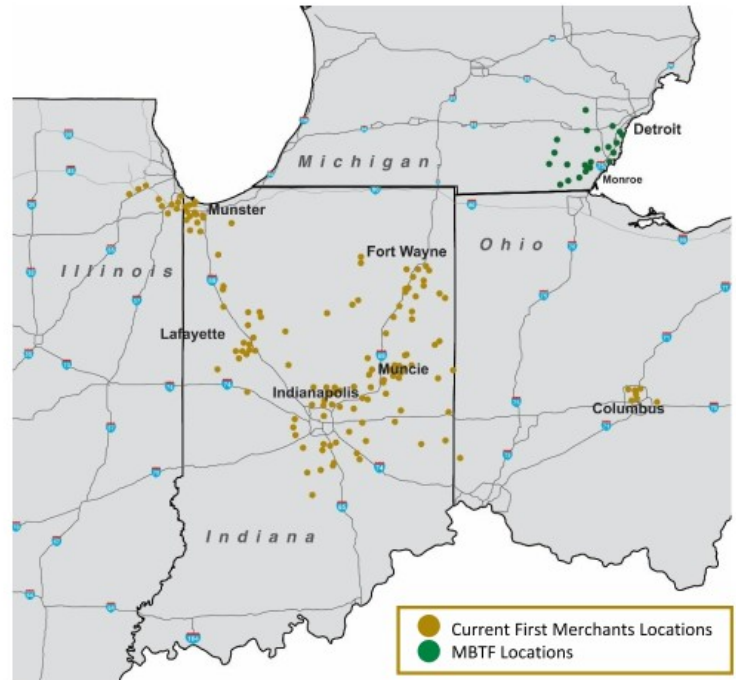 Detroit
Michigan
Monroe
Munster
Fort Wayne
Ohio
Illinois
Lafayette
Muncie
Indianapolis
Columbus
Indiana
Current First Merchants Locations
MBTF Locations